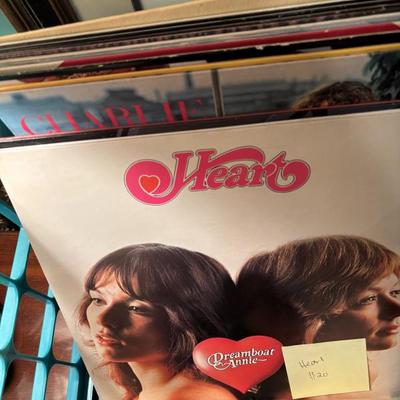 CHARLIE
Heart
Dreamboat
Annie
Heart
$20